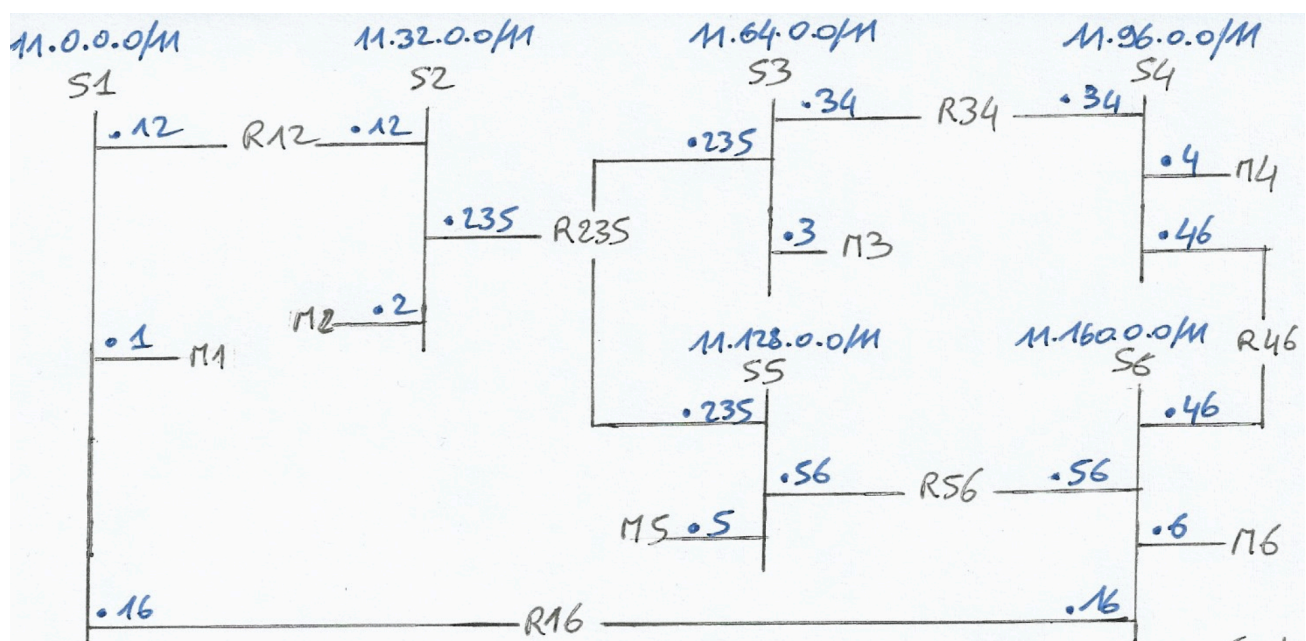 11.0.0.0/11 11.32.0.0/11 11.64.0.0/11 11.96.0.0/11
S1 S2 S3 S4
.12 R12 .12 .34 R34 .34
.235 .4 M4
.235 R235 .3 M3 .46
M2 .2
.1 M1 11.128.0.0/11 11.160.0.0/11 R46
S5 S6
.235 .46
.56 R56 .56
M5 .5 .6 M6
.16 R16 .16